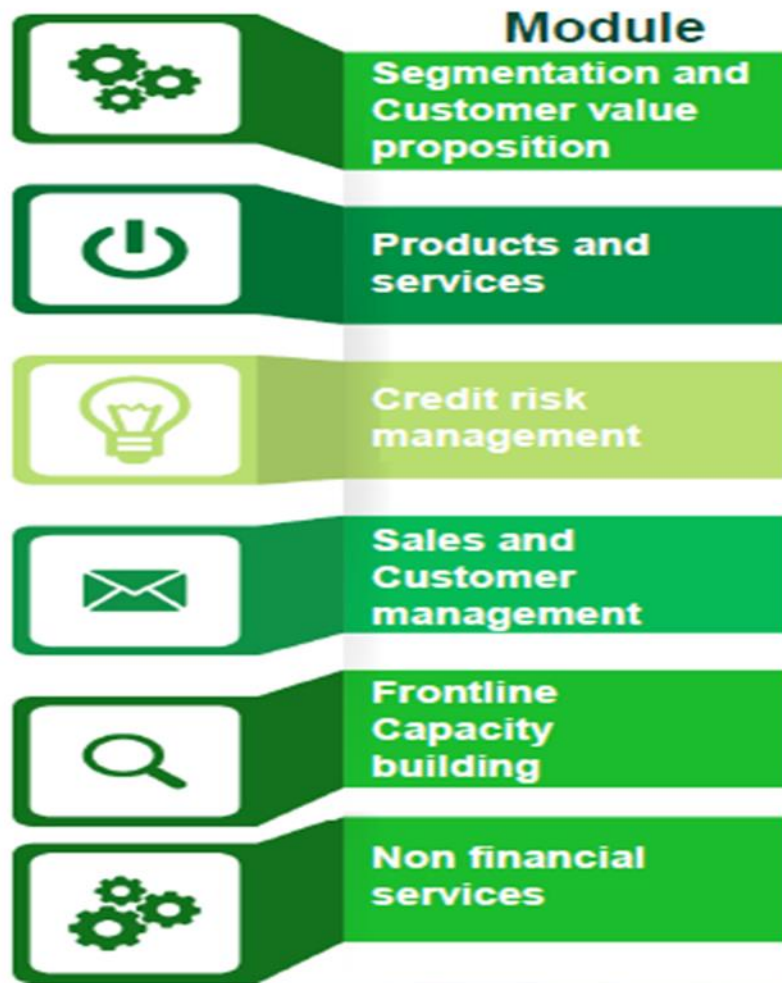 Module
Segmentation and
Customer value
proposition
Products and
services
Credit risk
management
Sales and
Customer
management
Frontline
Capacity
building
Non financial
services